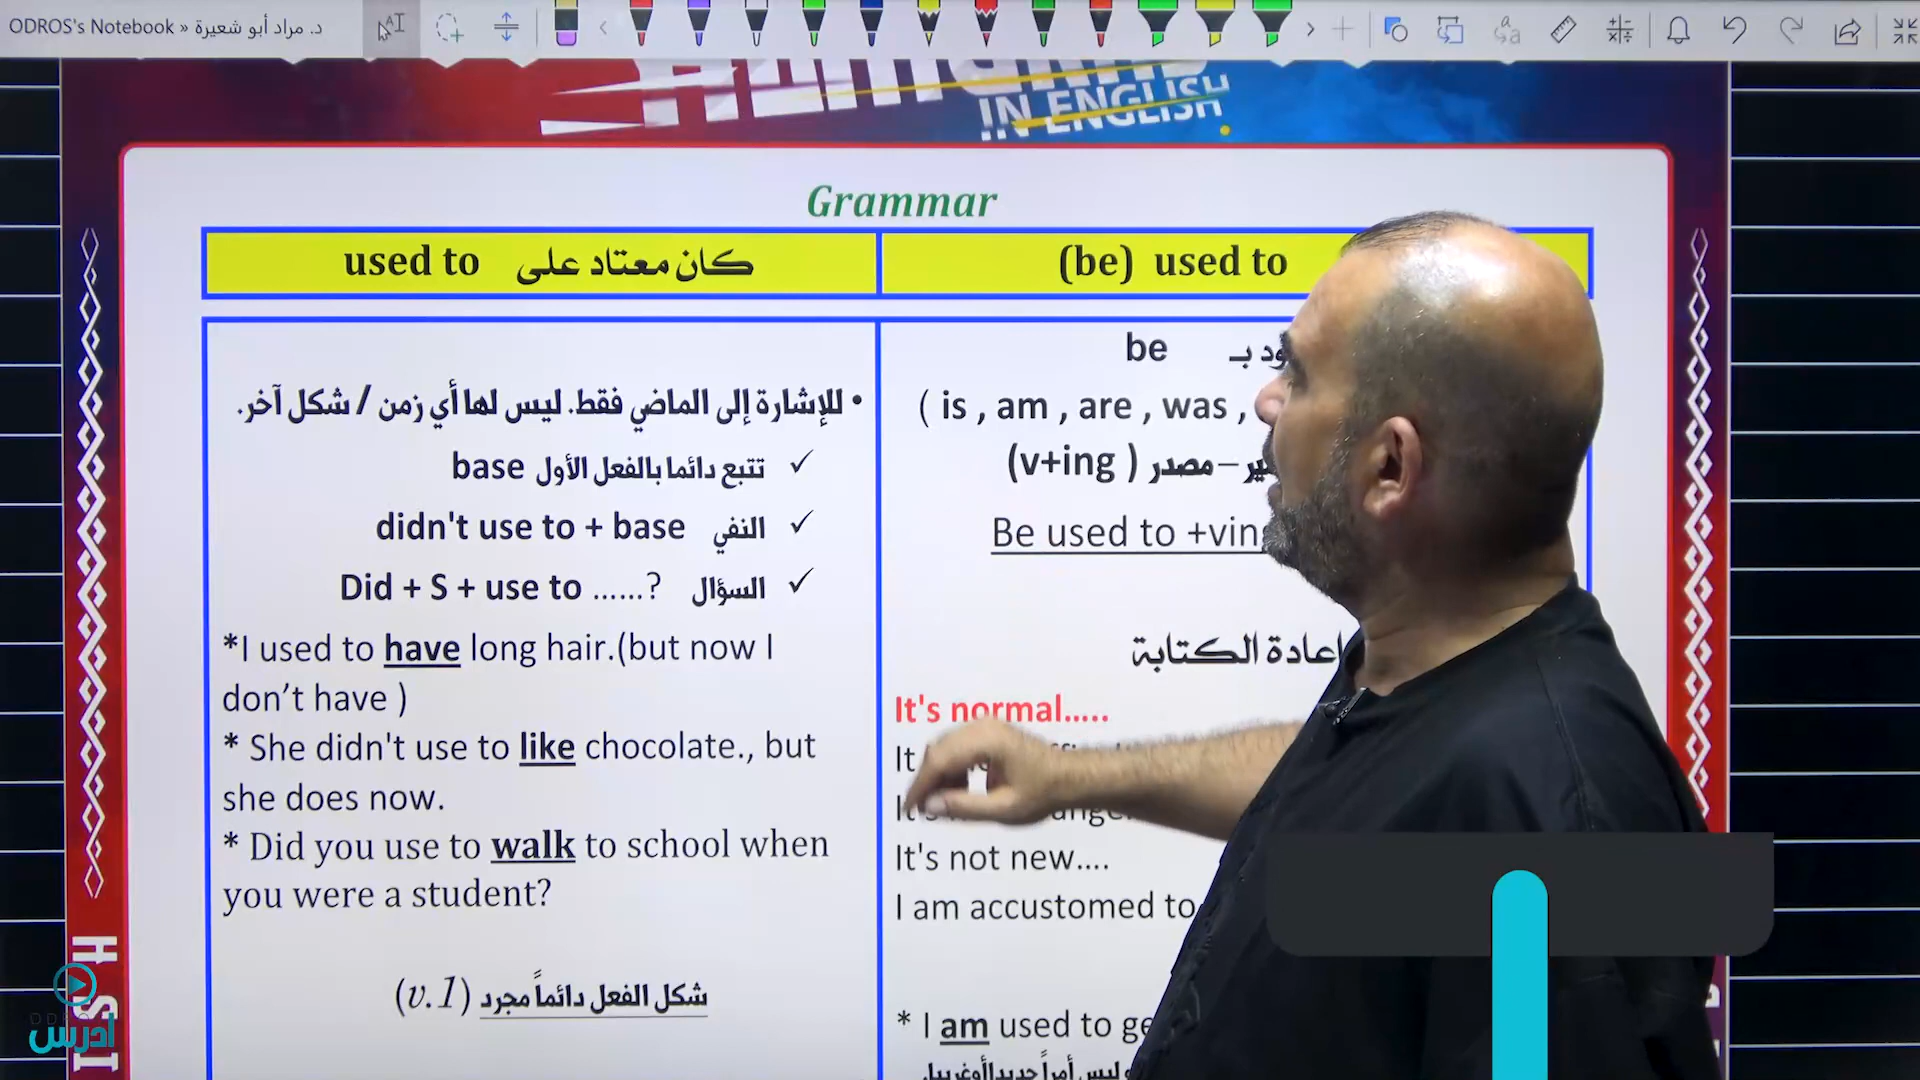 ODROS's Notebook » د. مراد أبو شعيرة
IN ENGLISH
Grammar
used to كان معتاد على
(be) used to
• للإشارة إلى الماضي فقط. ليس لها أي زمن / شكل آخر.
✓ تتبع دائما بالفعل الأول base
✓ النفي didn't use to + base
✓ السؤال Did + S + use to ......?
*I used to have long hair.(but now I
don’t have )
* She didn't use to like chocolate., but
she does now.
* Did you use to walk to school when
you were a student?
شكل الفعل دائماً مجرد (v.1)
be
( is , am , are , was ,
مصدر (v+ing )
Be used to +ving
إعادة الكتابة
It's normal.....
It
It's not new....
I am accustomed to
* I am used to
ليس أمراً جديداً أو غريبا.
ادرس